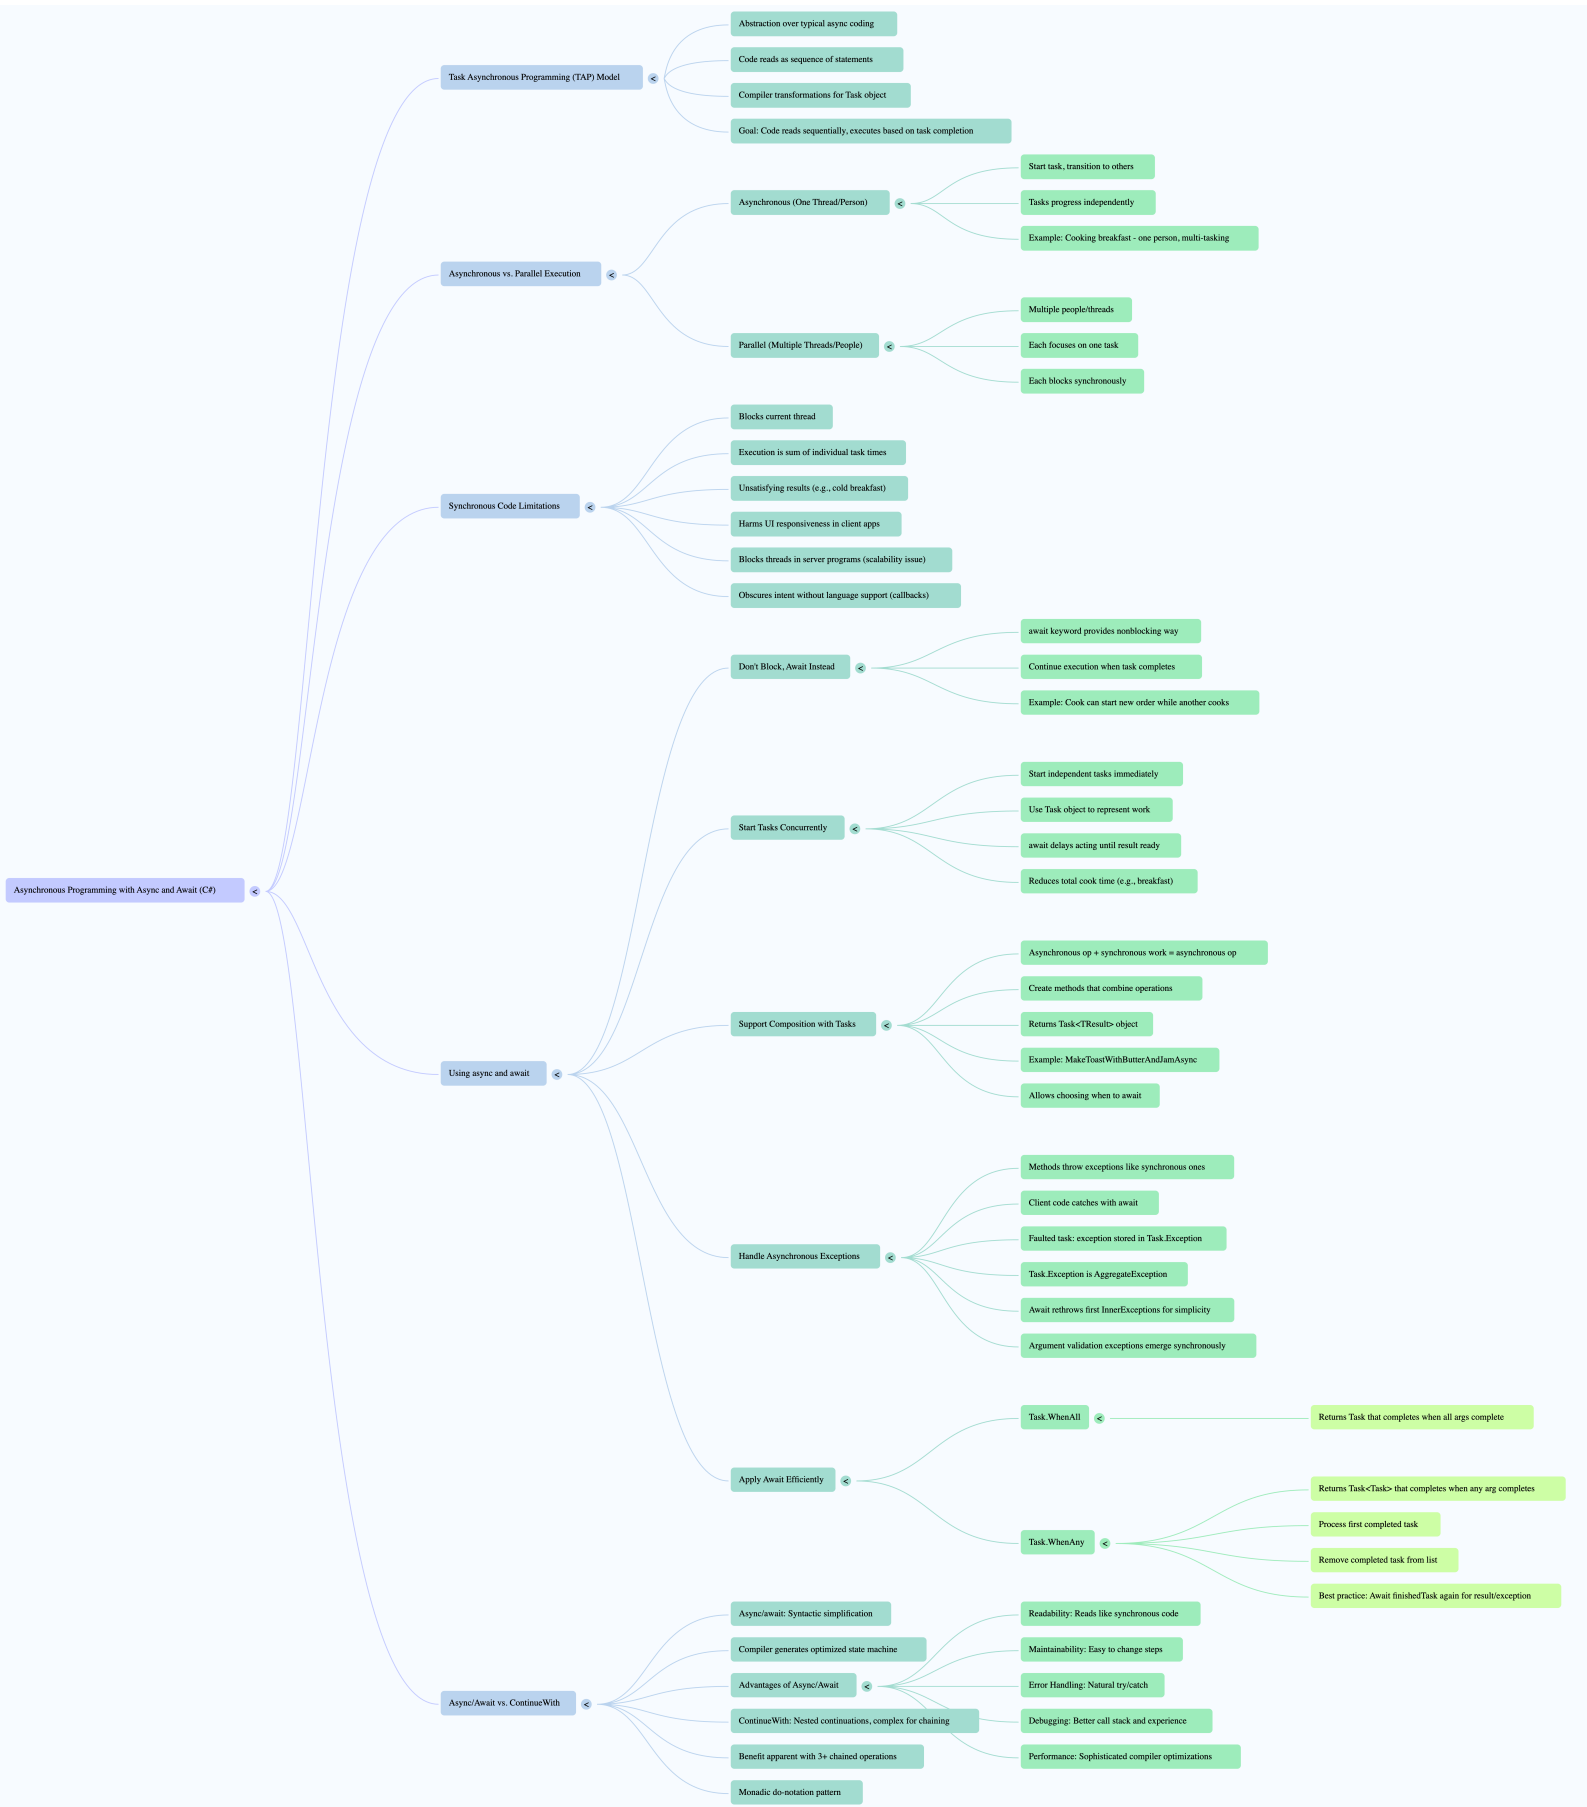 Asynchronous Programming with Async and Await (C#)
Task Asynchronous Programming (TAP) Model
Abstraction over typical async coding
Code reads as sequence of statements
Compiler transformations for Task object
Goal: Code reads sequentially, executes based on task completion
Asynchronous vs. Parallel Execution
Asynchronous (One Thread/Person)
Start task, transition to others
Tasks progress independently
Example: Cooking breakfast - one person, multi-tasking
Parallel (Multiple Threads/People)
Multiple people/threads
Each focuses on one task
Each blocks synchronously
Synchronous Code Limitations
Blocks current thread
Execution is sum of individual task times
Unsatisfying results (e.g., cold breakfast)
Harms UI responsiveness in client apps
Blocks threads in server programs (scalability issue)
Obscures intent without language support (callbacks)
Using async and await
Don't Block, Await Instead
await keyword provides nonblocking way
Continue execution when task completes
Example: Cook can start new order while another cooks
Start Tasks Concurrently
Start independent tasks immediately
Use Task object to represent work
await delays acting until result ready
Reduces total cook time (e.g., breakfast)
Support Composition with Tasks
Asynchronous op + synchronous work = asynchronous op
Create methods that combine operations
Returns Task<TResult> object
Example: MakeToastWithButterAndJamAsync
Allows choosing when to await
Handle Asynchronous Exceptions
Methods throw exceptions like synchronous ones
Client code catches with await
Faulted task: exception stored in Task.Exception
Task.Exception is AggregateException
Await rethrows first InnerExceptions for simplicity
Argument validation exceptions emerge synchronously
Apply Await Efficiently
Task.WhenAll
Returns Task that completes when all args complete
Task.WhenAny
Returns Task<Task> that completes when any arg completes
Process first completed task
Remove completed task from list
Best practice: Await finishedTask again for result/exception
Async/Await vs. ContinueWith
Async/await: Syntactic simplification
Compiler generates optimized state machine
Advantages of Async/Await
Readability: Reads like synchronous code
Maintainability: Easy to change steps
Error Handling: Natural try/catch
Debugging: Better call stack and experience
Performance: Sophisticated compiler optimizations
ContinueWith: Nested continuations, complex for chaining
Benefit apparent with 3+ chained operations
Monadic do-notation pattern